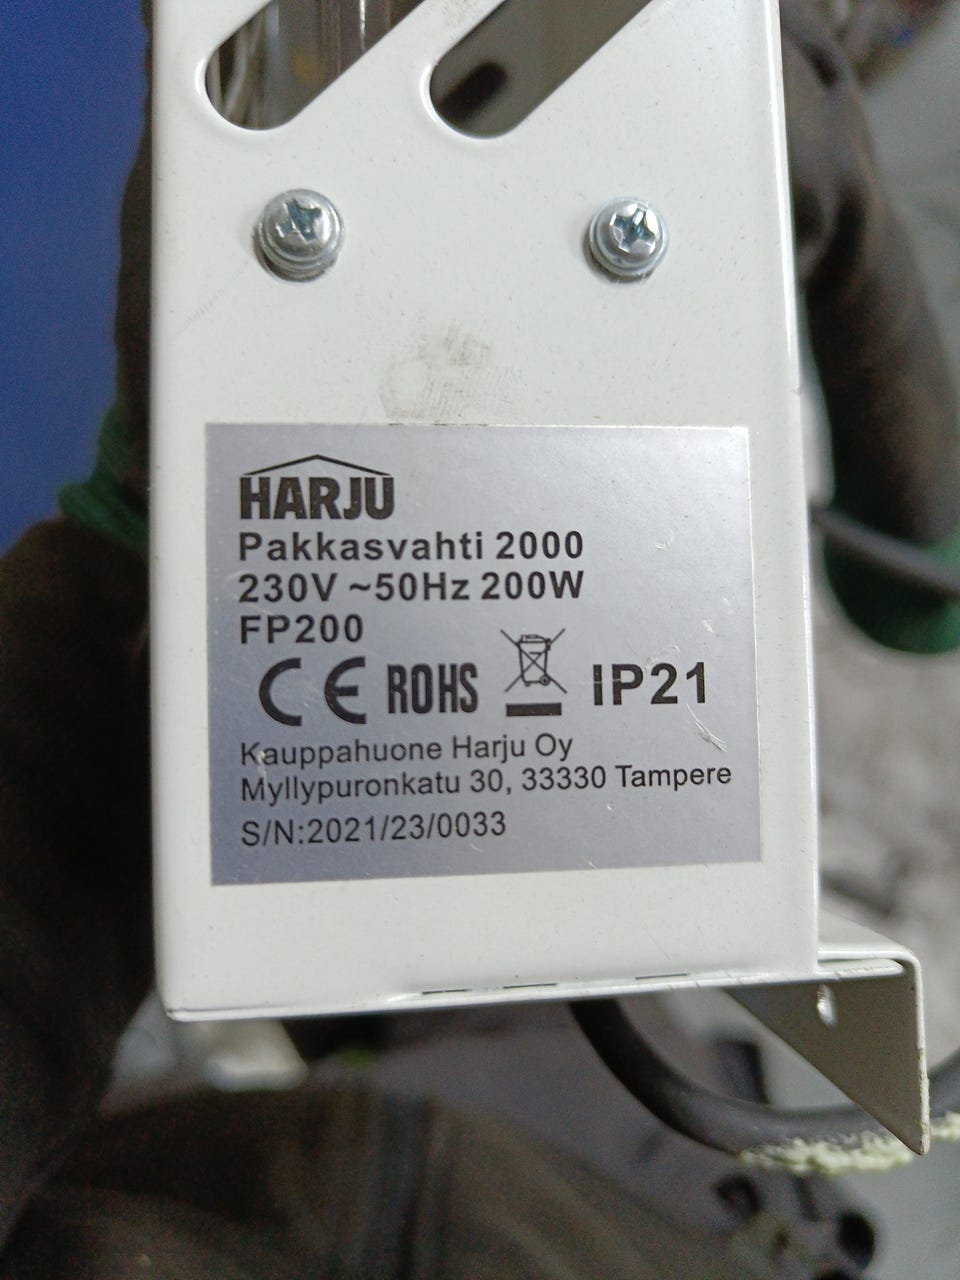 HARJU
Pakkasvahti 2000
230V ~50Hz 200W
FP200
CE ROHS IP21
Kauppahuone Harju Oy
Myllypuronkatu 30, 33330 Tampere
S/N:2021/23/0033